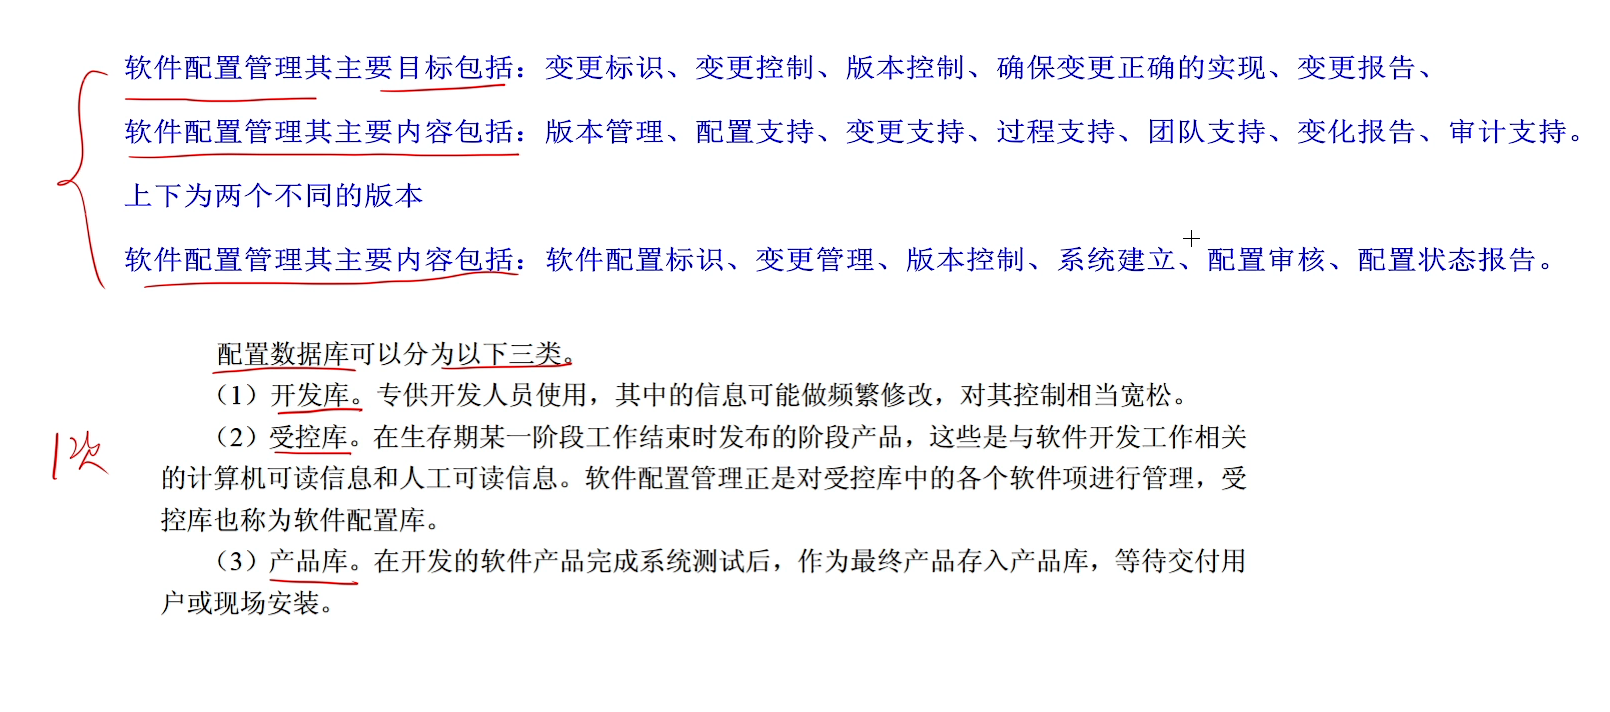 软件配置管理其主要目标包括：变更标识、变更控制、版本控制、确保变更正确的实现、变更报告、
软件配置管理其主要内容包括：版本管理、配置支持、变更支持、过程支持、团队支持、变化报告、审计支持。
上下为两个不同的版本
软件配置管理其主要内容包括：软件配置标识、变更管理、版本控制、系统建立、配置审核、配置状态报告。
配置数据库可以分为以下三类。
（1）开发库。专供开发人员使用，其中的信息可能做频繁修改，对其控制相当宽松。
（2）受控库。在生存期某一阶段工作结束时发布的阶段产品，这些是与软件开发工作相关
1次
的计算机可读信息和人工可读信息。软件配置管理正是对受控库中的各个软件项进行管理，受
控库也称为软件配置库。
（3）产品库。在开发的软件产品完成系统测试后，作为最终产品存入产品库，等待交付用
户或现场安装。